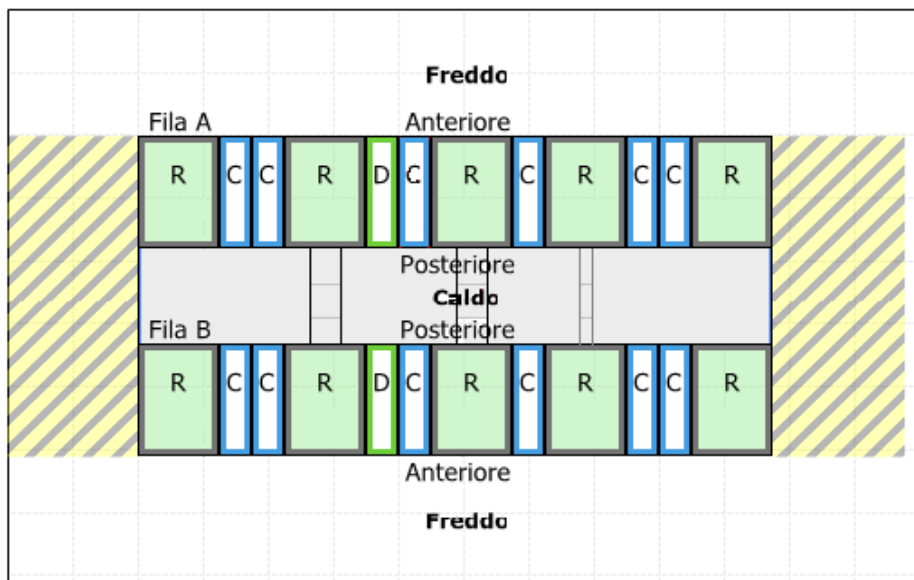 Freddo
Fila A Anteriore
R C C R D C R C R C C R
Posteriore
Caldo
Fila B Posteriore
R C C R D C R C R C C R
Anteriore
Freddo